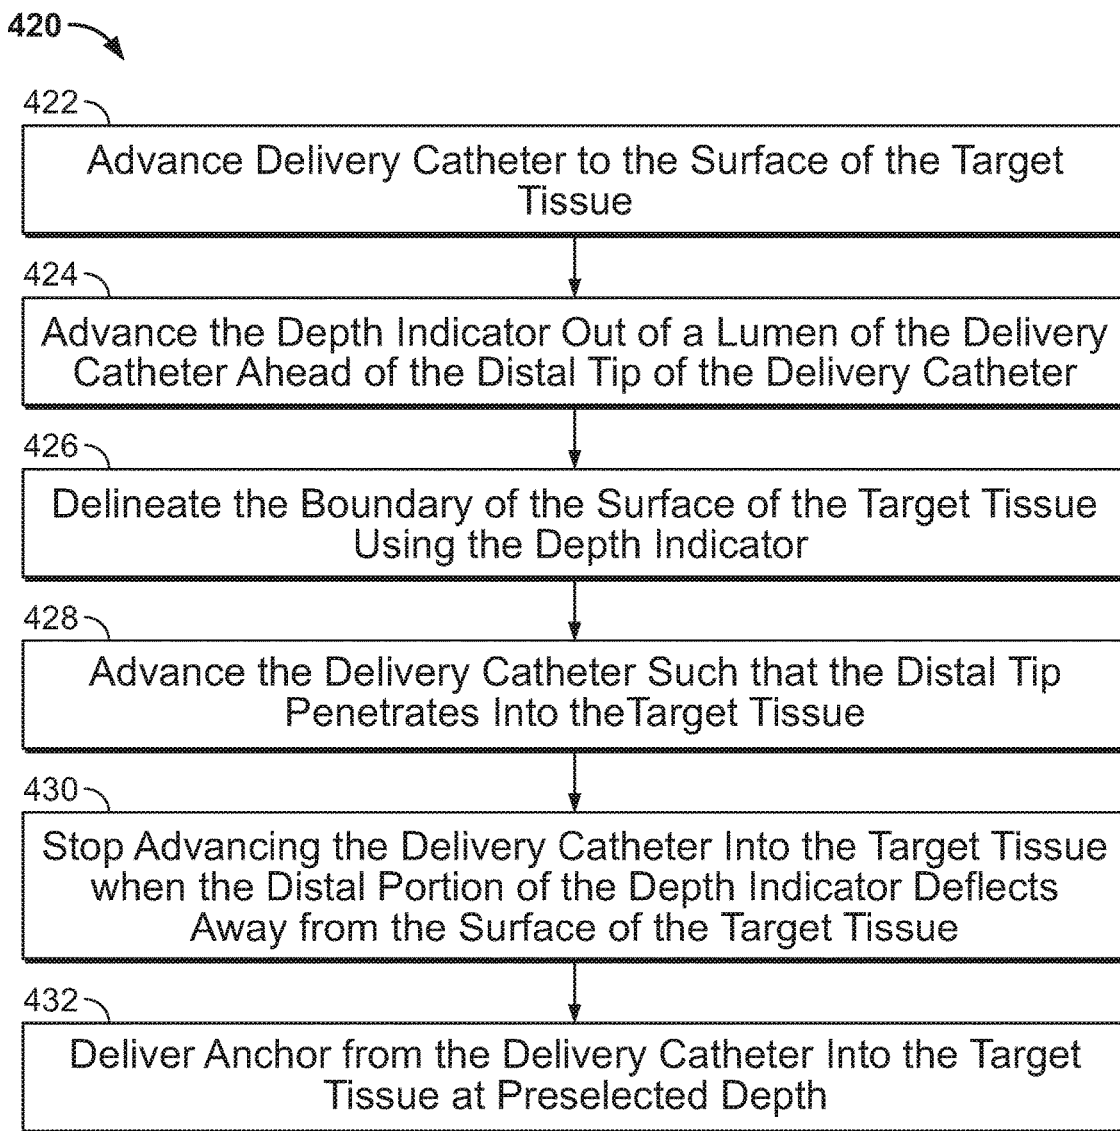 420
422
Advance Delivery Catheter to the Surface of the Target
Tissue
424
Advance the Depth Indicator Out of a Lumen of the Delivery
Catheter Ahead of the Distal Tip of the Delivery Catheter
426
Delineate the Boundary of the Surface of the Target Tissue
Using the Depth Indicator
428
Advance the Delivery Catheter Such that the Distal Tip
Penetrates Into theTarget Tissue
430
Stop Advancing the Delivery Catheter Into the Target Tissue
when the Distal Portion of the Depth Indicator Deflects
Away from the Surface of the Target Tissue
432
Deliver Anchor from the Delivery Catheter Into the Target
Tissue at Preselected Depth